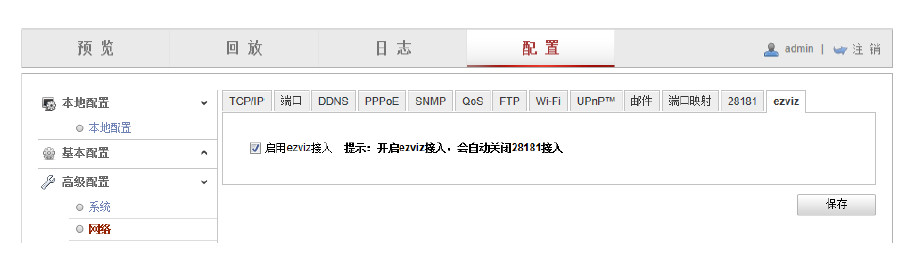 预览 回放 日志 配置 admin | 注销
本地配置
本地配置
基本配置
高级配置
系统
网络
TCP/IP 端口 DDNS PPPoE SNMP QoS FTP Wi-Fi UPnP™ 邮件 端口映射 28181 ezviz
启用ezviz接入 提示：开启ezviz接入，会自动关闭28181接入
保存